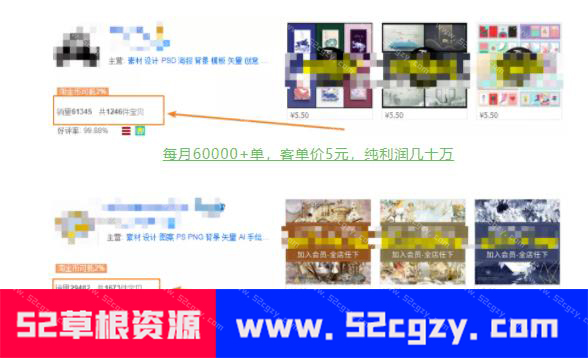 主营: 素材 设计 PSD 海报 背景 模板 矢量 创意 ...
淘金币可抵2%
销量61345 共1246件宝贝
好评率: 99.88%
¥5.50
¥5.50
¥5.50
每月60000+单，客单价5元，纯利润几十万
主营: 素材 设计 图案 PS PNG 背景 矢量 AI 手绘...
淘金币可抵2%
销量29482 共1673件宝贝
加入会员-全店任下
加入会员-全店任下
加入会员-全店任下
52草根资源
www.52cgzy.com